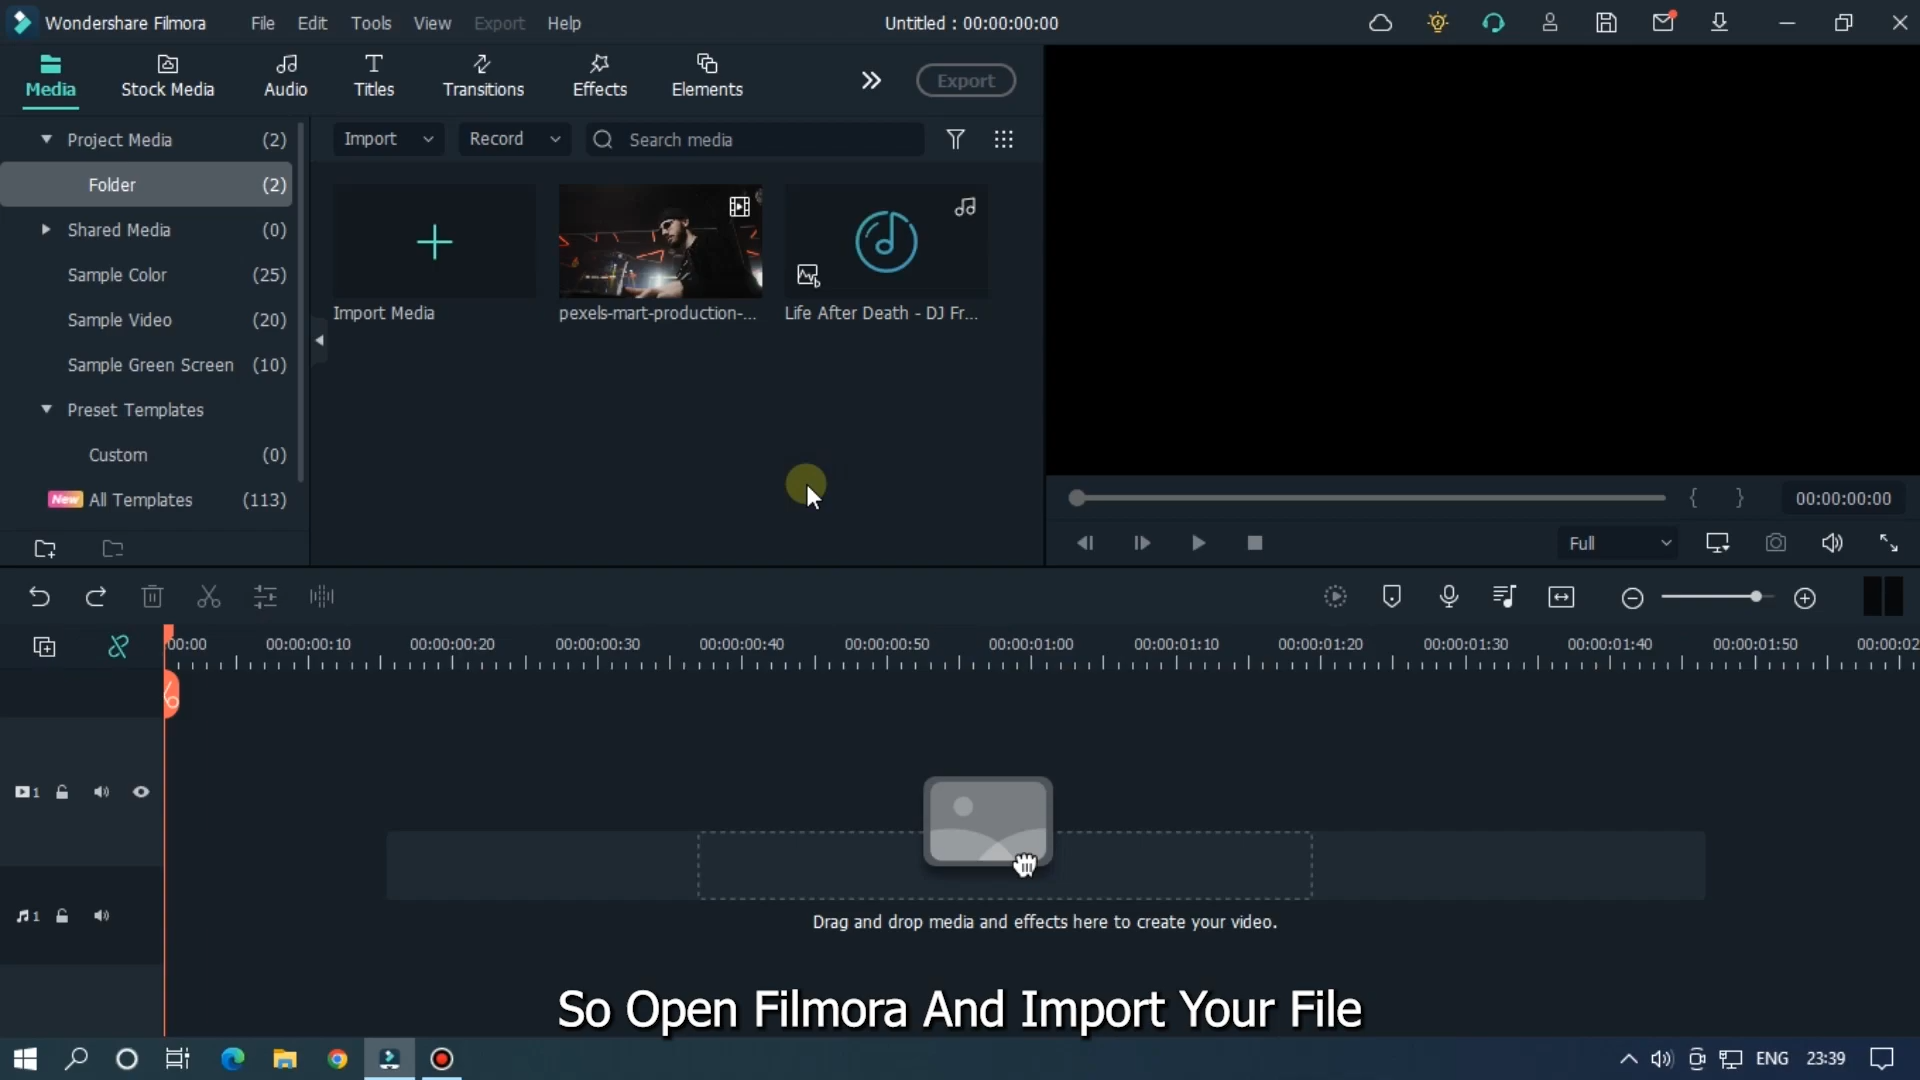 Wondershare Filmora File Edit Tools View Export Help Untitled : 00:00:00:00
Media Stock Media Audio Titles Transitions Effects Elements Export
Project Media (2)
Folder (2)
Shared Media (0)
Sample Color (25)
Sample Video (20)
Sample Green Screen (10)
Preset Templates
Custom (0)
New All Templates (113)
Import Record Search media
Import Media pexels-mart-production-... Life After Death - DJ Fr...
00:00:00:00
Full
00:00 00:00:00:10 00:00:00:20 00:00:00:30 00:00:00:40 00:00:00:50 00:00:01:00 00:00:01:10 00:00:01:20 00:00:01:30 00:00:01:40 00:00:01:50 00:00:02
1
1
Drag and drop media and effects here to create your video.
So Open Filmora And Import Your File
ENG 23:39